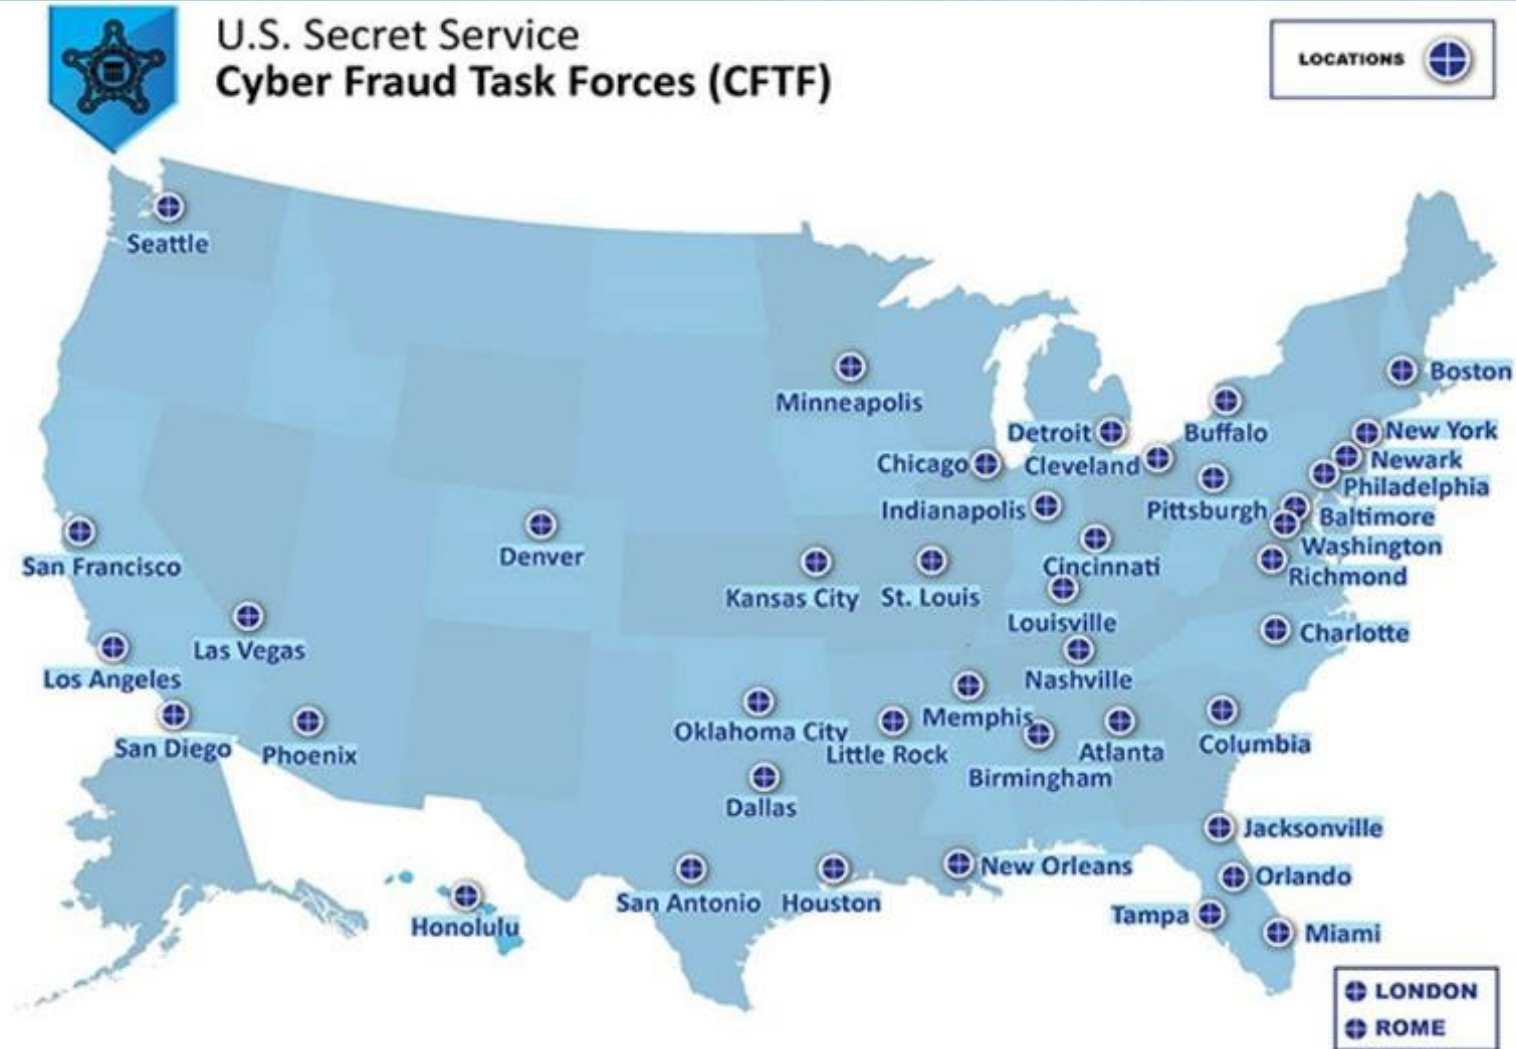 U.S. Secret Service
Cyber Fraud Task Forces (CFTF)
LOCATIONS
Seattle
Minneapolis
Boston
Detroit
Buffalo
New York
Chicago
Cleveland
Newark
Philadelphia
Indianapolis
Pittsburgh
Baltimore
Washington
San Francisco
Denver
Cincinnati
Richmond
Kansas City
St. Louis
Louisville
Charlotte
Las Vegas
Los Angeles
Nashville
Oklahoma City
Memphis
San Diego
Phoenix
Little Rock
Atlanta
Columbia
Birmingham
Dallas
Jacksonville
New Orleans
Orlando
San Antonio
Houston
Tampa
Honolulu
Miami
LONDON
ROME